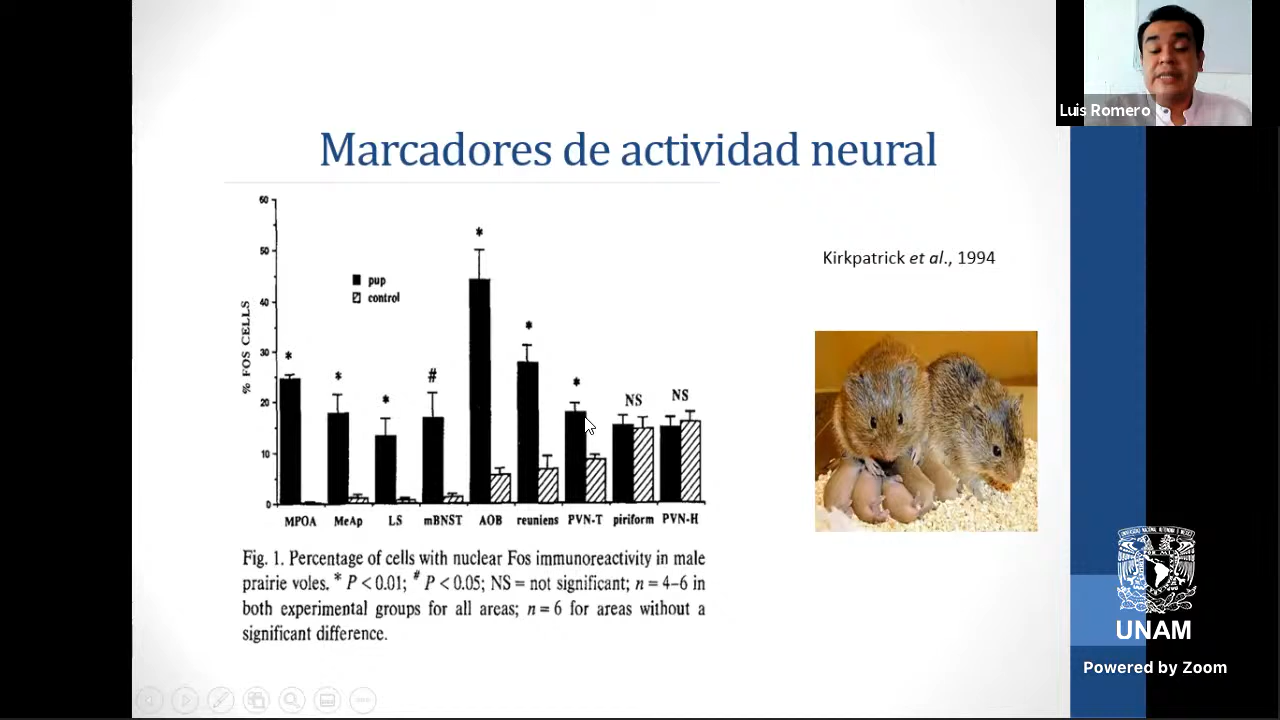 Luis Romero
Marcadores de actividad neural
Kirkpatrick et al., 1994
60
50
40
30
20
10
0
% FOS CELLS
pup
control
*
*
*
#
*
*
*
NS
NS
MPOA MeAp LS mBNST AOB reuniens PVN-T piriform PVN-H
Fig. 1. Percentage of cells with nuclear Fos immunoreactivity in male
prairie voles. * P < 0.01; # P < 0.05; NS = not significant; n = 4–6 in
both experimental groups for all areas; n = 6 for areas without a
significant difference.
UNAM
Powered by Zoom